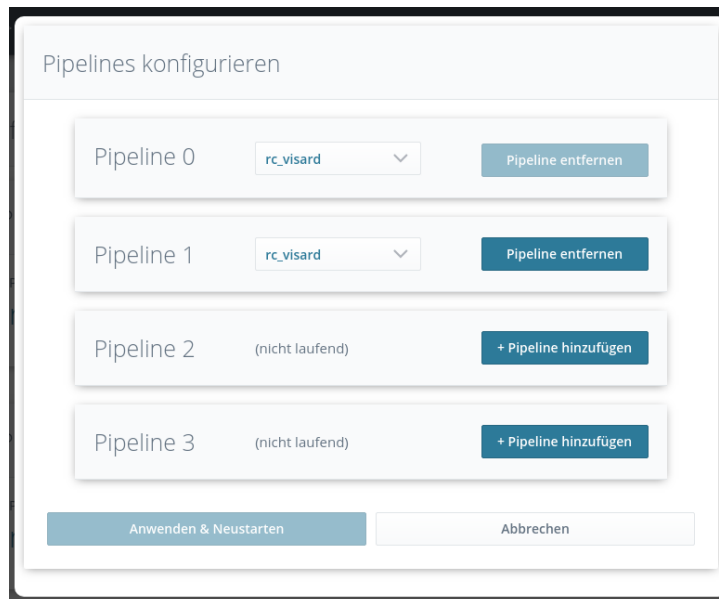 Pipelines konfigurieren
Pipeline 0 rc_visard Pipeline entfernen
Pipeline 1 rc_visard Pipeline entfernen
Pipeline 2 (nicht laufend) + Pipeline hinzufügen
Pipeline 3 (nicht laufend) + Pipeline hinzufügen
Anwenden & Neustarten Abbrechen